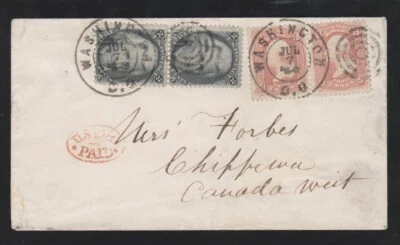 WASHINGTON
JUL
7
D.C
WASHINGTON
JUL
7
D.C
PAID
Mrs Forbes
Chippewa
Canada West